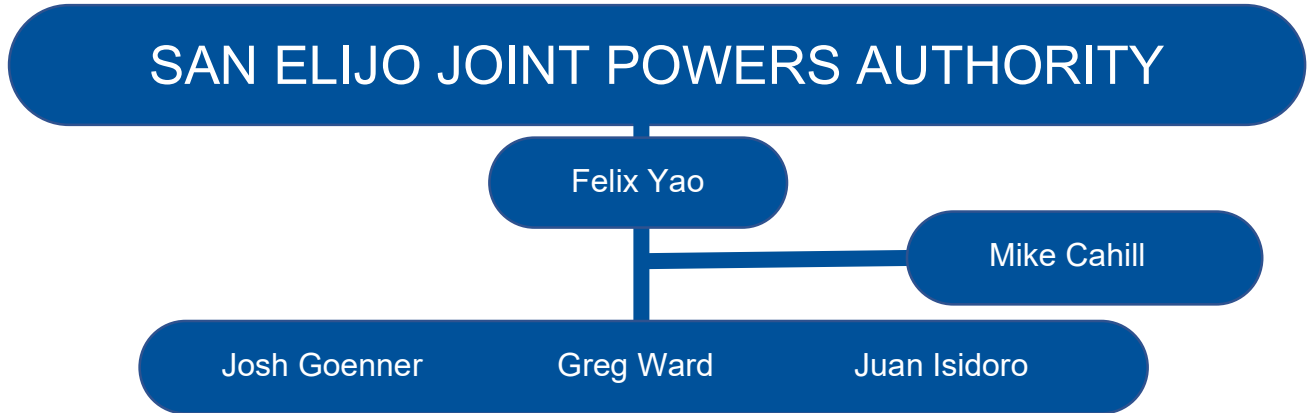 SAN ELIJO JOINT POWERS AUTHORITY
Felix Yao
Mike Cahill
Josh Goenner Greg Ward Juan Isidoro